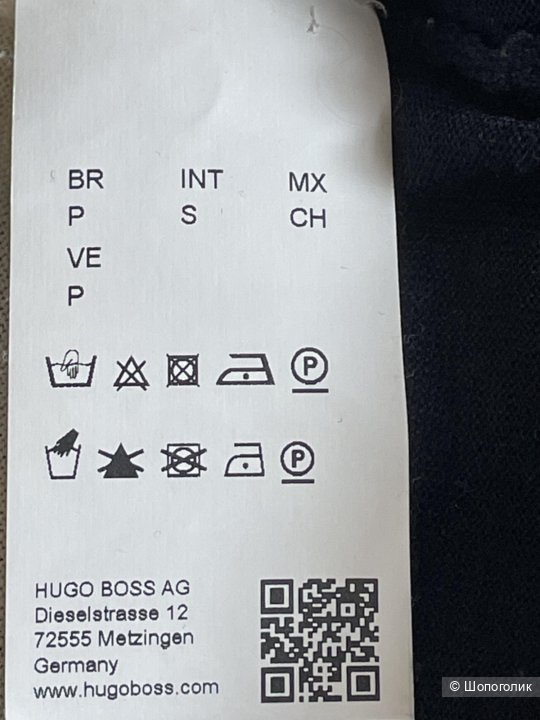 BR INT MX
P S CH
VE
P
P
P
HUGO BOSS AG
Dieselstrasse 12
72555 Metzingen
Germany
www.hugoboss.com
© Шопоголик